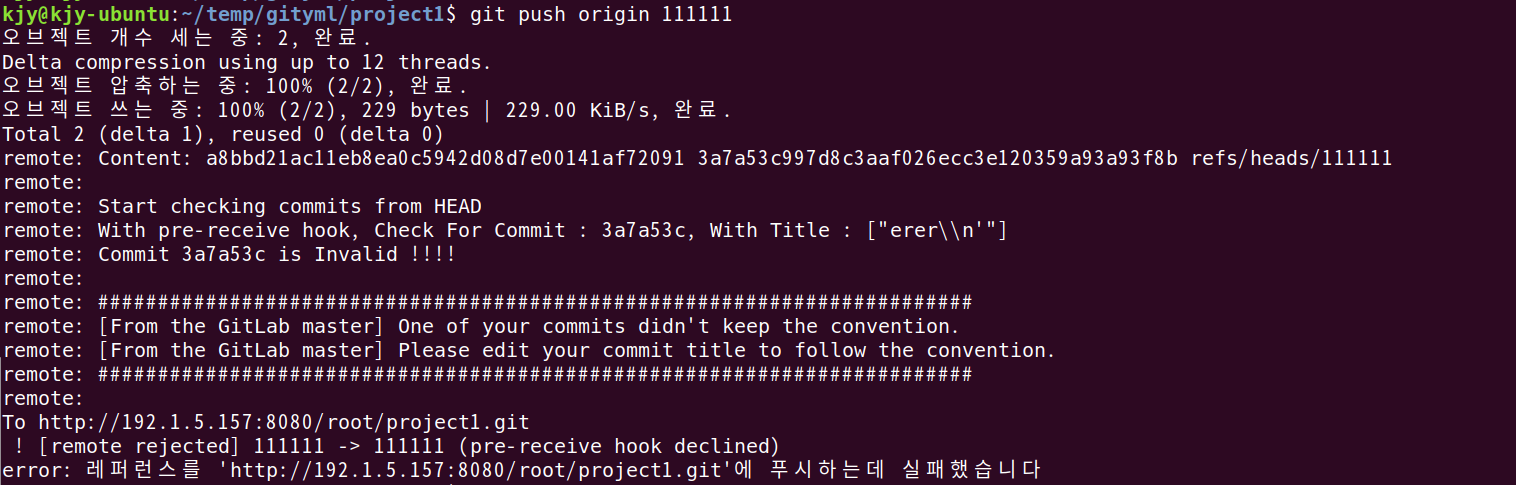 kjy@kjy-ubuntu:~/temp/gityml/project1$ git push origin 111111
오브젝트 개수 세는 중: 2, 완료.
Delta compression using up to 12 threads.
오브젝트 압축하는 중: 100% (2/2), 완료.
오브젝트 쓰는 중: 100% (2/2), 229 bytes | 229.00 KiB/s, 완료.
Total 2 (delta 1), reused 0 (delta 0)
remote: Content: a8bbd21ac11eb8ea0c5942d08d7e00141af72091 3a7a53c997d8c3aaf026ecc3e120359a93a93f8b refs/heads/111111
remote:
remote: Start checking commits from HEAD
remote: With pre-receive hook, Check For Commit : 3a7a53c, With Title : ["erer\\n'"]
remote: Commit 3a7a53c is Invalid !!!!
remote:
remote: #########################################################################
remote: [From the GitLab master] One of your commits didn't keep the convention.
remote: [From the GitLab master] Please edit your commit title to follow the convention.
remote: #########################################################################
remote:
To http://192.1.5.157:8080/root/project1.git
 ! [remote rejected] 111111 -> 111111 (pre-receive hook declined)
error: 레퍼런스를 'http://192.1.5.157:8080/root/project1.git'에 푸시하는데 실패했습니다